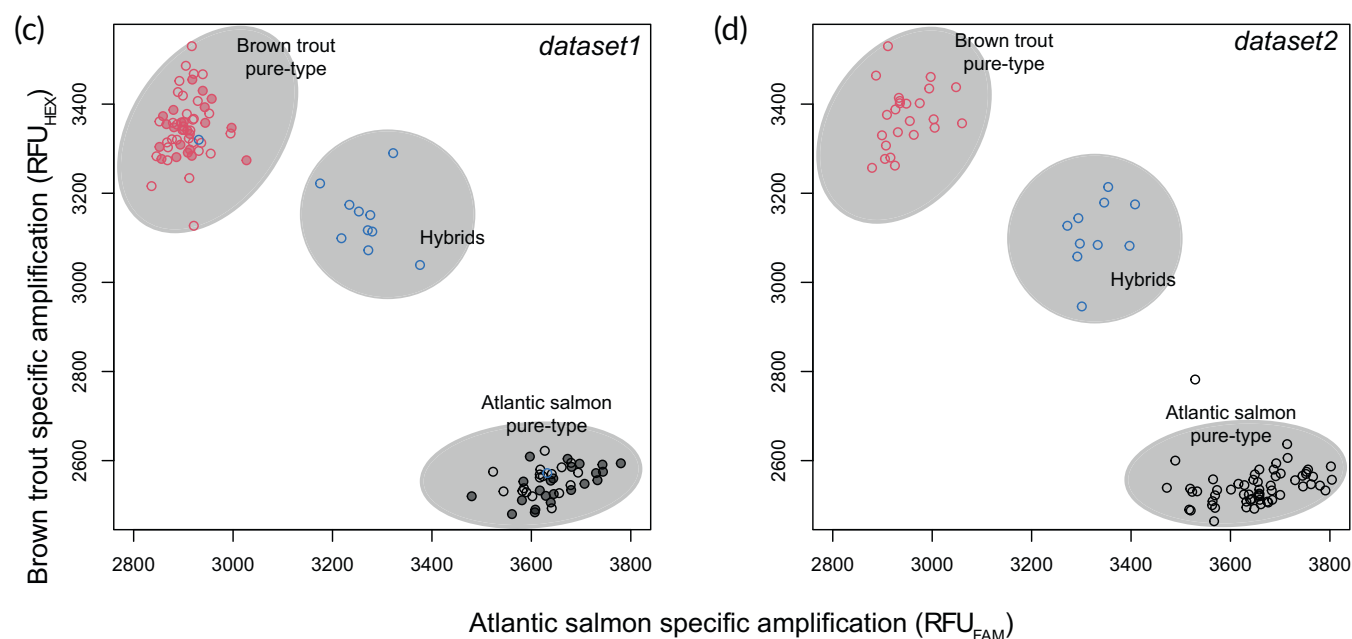 (c)
dataset1
Brown trout
pure-type
Hybrids
Atlantic salmon
pure-type
2600
2800
3000
3200
3400
2800 3000 3200 3400 3600 3800
(d)
dataset2
Brown trout
pure-type
Hybrids
Atlantic salmon
pure-type
2600
2800
3000
3200
3400
2800 3000 3200 3400 3600 3800
Brown trout specific amplification (RFU_HEX)
Atlantic salmon specific amplification (RFU_FAM)